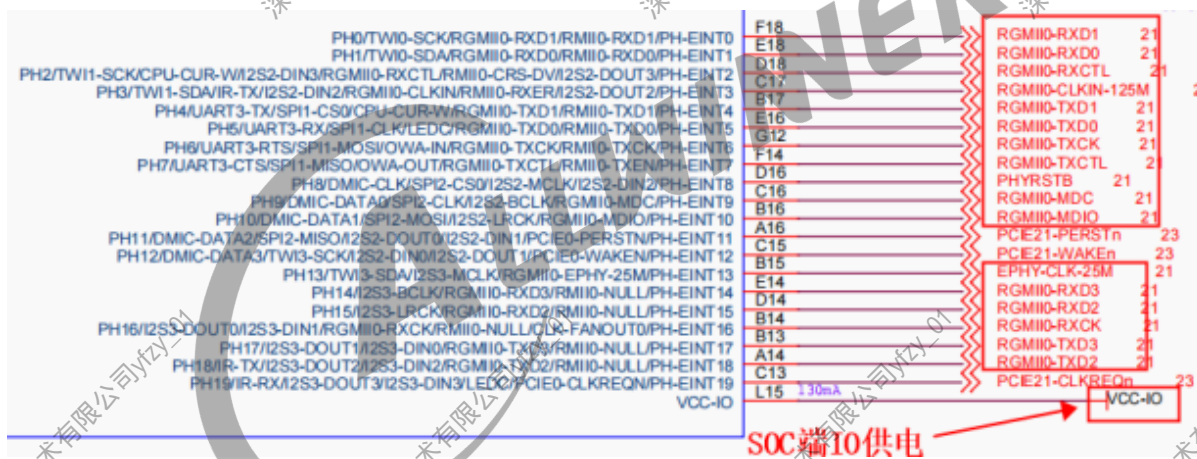 PH0/TWI0-SCK/RGMII0-RXD1/RMII0-RXD1/PH-EINT0 F18 RGMII0-RXD1 21
PH1/TWI0-SDA/RGMII0-RXD0/RMII0-RXD0/PH-EINT1 E18 RGMII0-RXD0 21
PH2/TWI1-SCK/CPU-CUR-W/I2S2-DIN3/RGMII0-RXCTL/RMII0-CRS-DV/I2S2-DOUT3/PH-EINT2 D18 RGMII0-RXCTL 21
PH3/TWI1-SDA/IR-TX/I2S2-DIN2/RGMII0-CLKIN/RMII0-RXER/I2S2-DOUT2/PH-EINT3 C17 RGMII0-CLKIN-125M
PH4/UART3-TX/SPI1-CS0/CPU-CUR-W/RGMII0-TXD1/RMII0-TXD1/PH-EINT4 B17 RGMII0-TXD1 21
PH5/UART3-RX/SPI1-CLK/LEDC/RGMII0-TXD0/RMII0-TXD0/PH-EINT5 E16 RGMII0-TXD0 21
PH6/UART3-RTS/SPI1-MOSI/OWA-IN/RGMII0-TXCK/RMII0-TXCK/PH-EINT6 G12 RGMII0-TXCK 21
PH7/UART3-CTS/SPI1-MISO/OWA-OUT/RGMII0-TXCTL/RMII0-TXEN/PH-EINT7 F14 RGMII0-TXCTL 21
PH8/DMIC-CLK/SPI2-CS0/I2S2-MCLK/I2S2-DIN2/PH-EINT8 D16 PHYRSTB 21
PH9/DMIC-DATA0/SPI2-CLK/I2S2-BCLK/RGMII0-MDC/PH-EINT9 C16 RGMII0-MDC 21
PH10/DMIC-DATA1/SPI2-MOSI/I2S2-LRCK/RGMII0-MDIO/PH-EINT10 B16 RGMII0-MDIO 21
PH11/DMIC-DATA2/SPI2-MISO/I2S2-DOUT0/I2S2-DIN1/PCIE0-PERSTN/PH-EINT11 A16 PCIE21-PERSTn 23
PH12/DMIC-DATA3/TWI3-SCK/I2S2-DIN0/I2S2-DOUT1/PCIE0-WAKEN/PH-EINT12 C15 PCIE21-WAKEn 23
PH13/TWI3-SDA/I2S3-MCLK/RGMII0-EPHY-25M/PH-EINT13 B15 EPHY-CLK-25M 21
PH14/I2S3-BCLK/RGMII0-RXD3/RMII0-NULL/PH-EINT14 E14 RGMII0-RXD3 21
PH15/I2S3-LRCK/RGMII0-RXD2/RMII0-NULL/PH-EINT15 D14 RGMII0-RXD2 21
PH16/I2S3-DOUT0/I2S3-DIN1/RGMII0-RXCK/RMII0-NULL/CLK-FANOUT0/PH-EINT16 B14 RGMII0-RXCK 21
PH17/I2S3-DOUT1/I2S3-DIN0/RGMII0-TXD3/RMII0-NULL/PH-EINT17 B13 RGMII0-TXD3 21
PH18/IR-TX/I2S3-DOUT2/I2S3-DIN2/RGMII0-TXD2/RMII0-NULL/PH-EINT18 A14 RGMII0-TXD2 21
PH19/IR-RX/I2S3-DOUT3/I2S3-DIN3/LEDC/PCIE0-CLKREQN/PH-EINT19 C13 PCIE21-CLKREQn 23
VCC-IO L15 130mA VCC-IO
SOC端IO供电
ALLWINNER